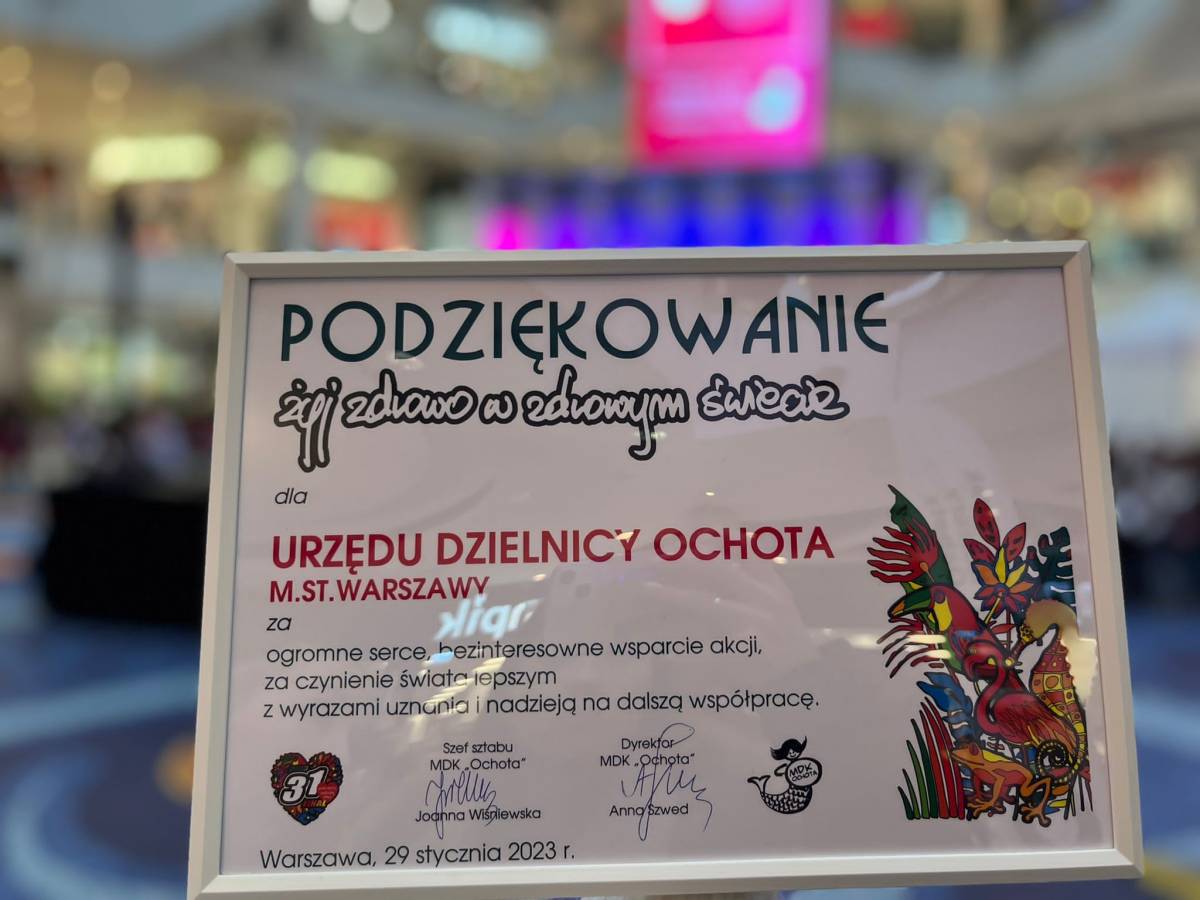 PODZIĘKOWANIE
żyj zdrowo w zdrowym świecie
dla
URZĘDU DZIELNICY OCHOTA
M.ST.WARSZAWY
za
ogromne serce, bezinteresowne wsparcie akcji,
za czynienie świata lepszym
z wyrazami uznania i nadzieją na dalszą współpracę.
Szef sztabu
MDK „Ochota"
Joanna Wiśniewska
Dyrektor
MDK „Ochota"
Anna Szwed
31
FINAŁ
MDK
OCHOTA
Warszawa, 29 stycznia 2023 r.